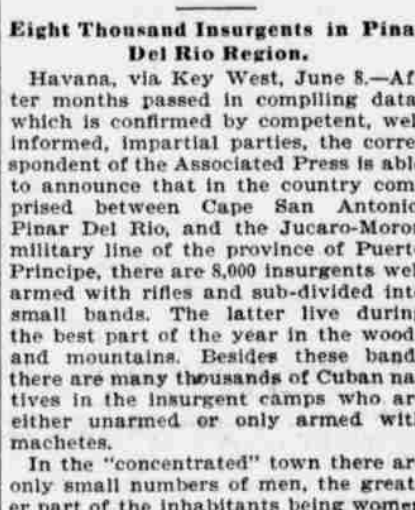 Eight Thousand Insurgents in Pina
Del Rio Region.
Havana, via Key West, June 8.—Af
ter months passed in compiling data
which is confirmed by competent, wel
informed, impartial parties, the corre
spondent of the Associated Press is abl
to announce that in the country com
prised between Cape San Antonio
Pinar Del Rio, and the Jucaro-Moron
military line of the province of Puert
Principe, there are 8,000 insurgents wel
armed with rifles and sub-divided int
small bands. The latter live durin
the best part of the year in the wood
and mountains. Besides these band
there are many thousands of Cuban na
tives in the insurgent camps who ar
either unarmed or only armed wit
machetes.
In the "concentrated" town there ar
only small numbers of men, the great
er part of the inhabitants being women